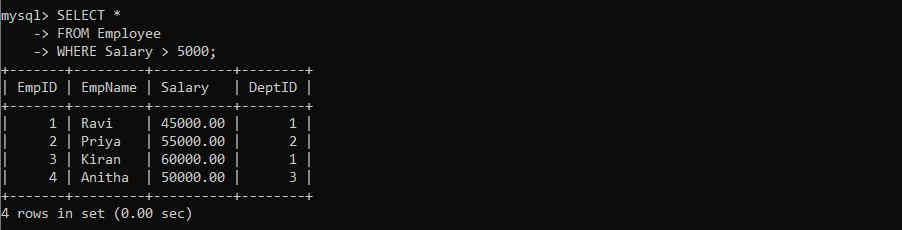 mysql> SELECT *
    -> FROM Employee
    -> WHERE Salary > 5000;
+-------+---------+----------+--------+
| EmpID | EmpName | Salary   | DeptID |
+-------+---------+----------+--------+
|     1 | Ravi    | 45000.00 |      1 |
|     2 | Priya   | 55000.00 |      2 |
|     3 | Kiran   | 60000.00 |      1 |
|     4 | Anitha  | 50000.00 |      3 |
+-------+---------+----------+--------+
4 rows in set (0.00 sec)